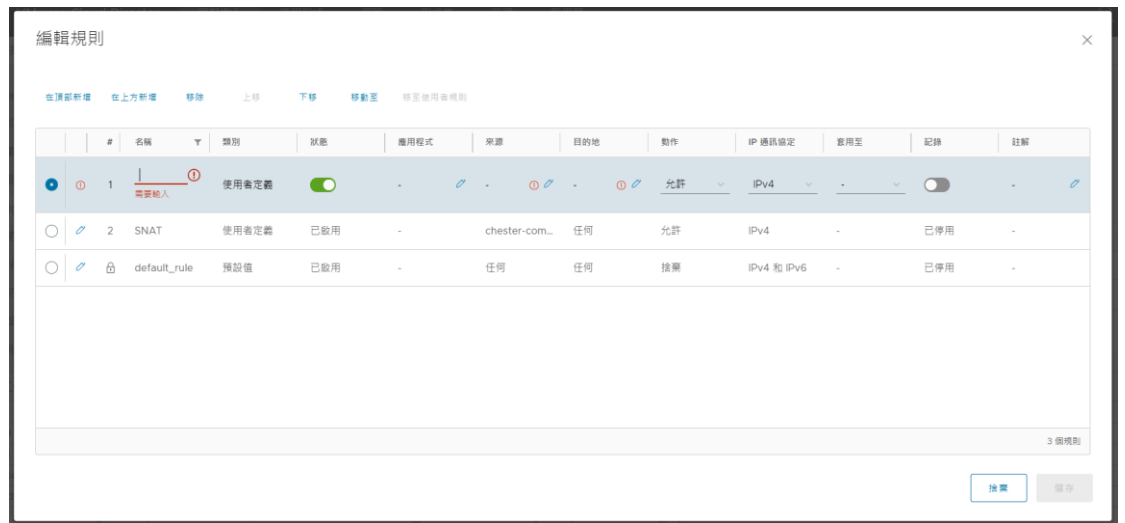 編輯規則
在頂部新增 在上方新增 移除 上移 下移 移動至 移至使用者規則
# 名稱 類別 狀態 應用程式 來源 目的地 動作 IP 通訊協定 套用至 記錄 註解
1 使用者定義 - - - 允許 IPv4 - -
需要輸入
2 SNAT 使用者定義 已啟用 - chester-com... 任何 允許 IPv4 - 已停用 -
default_rule 預設值 已啟用 - 任何 任何 捨棄 IPv4 和 IPv6 - 已停用 -
3 個規則
捨棄 儲存